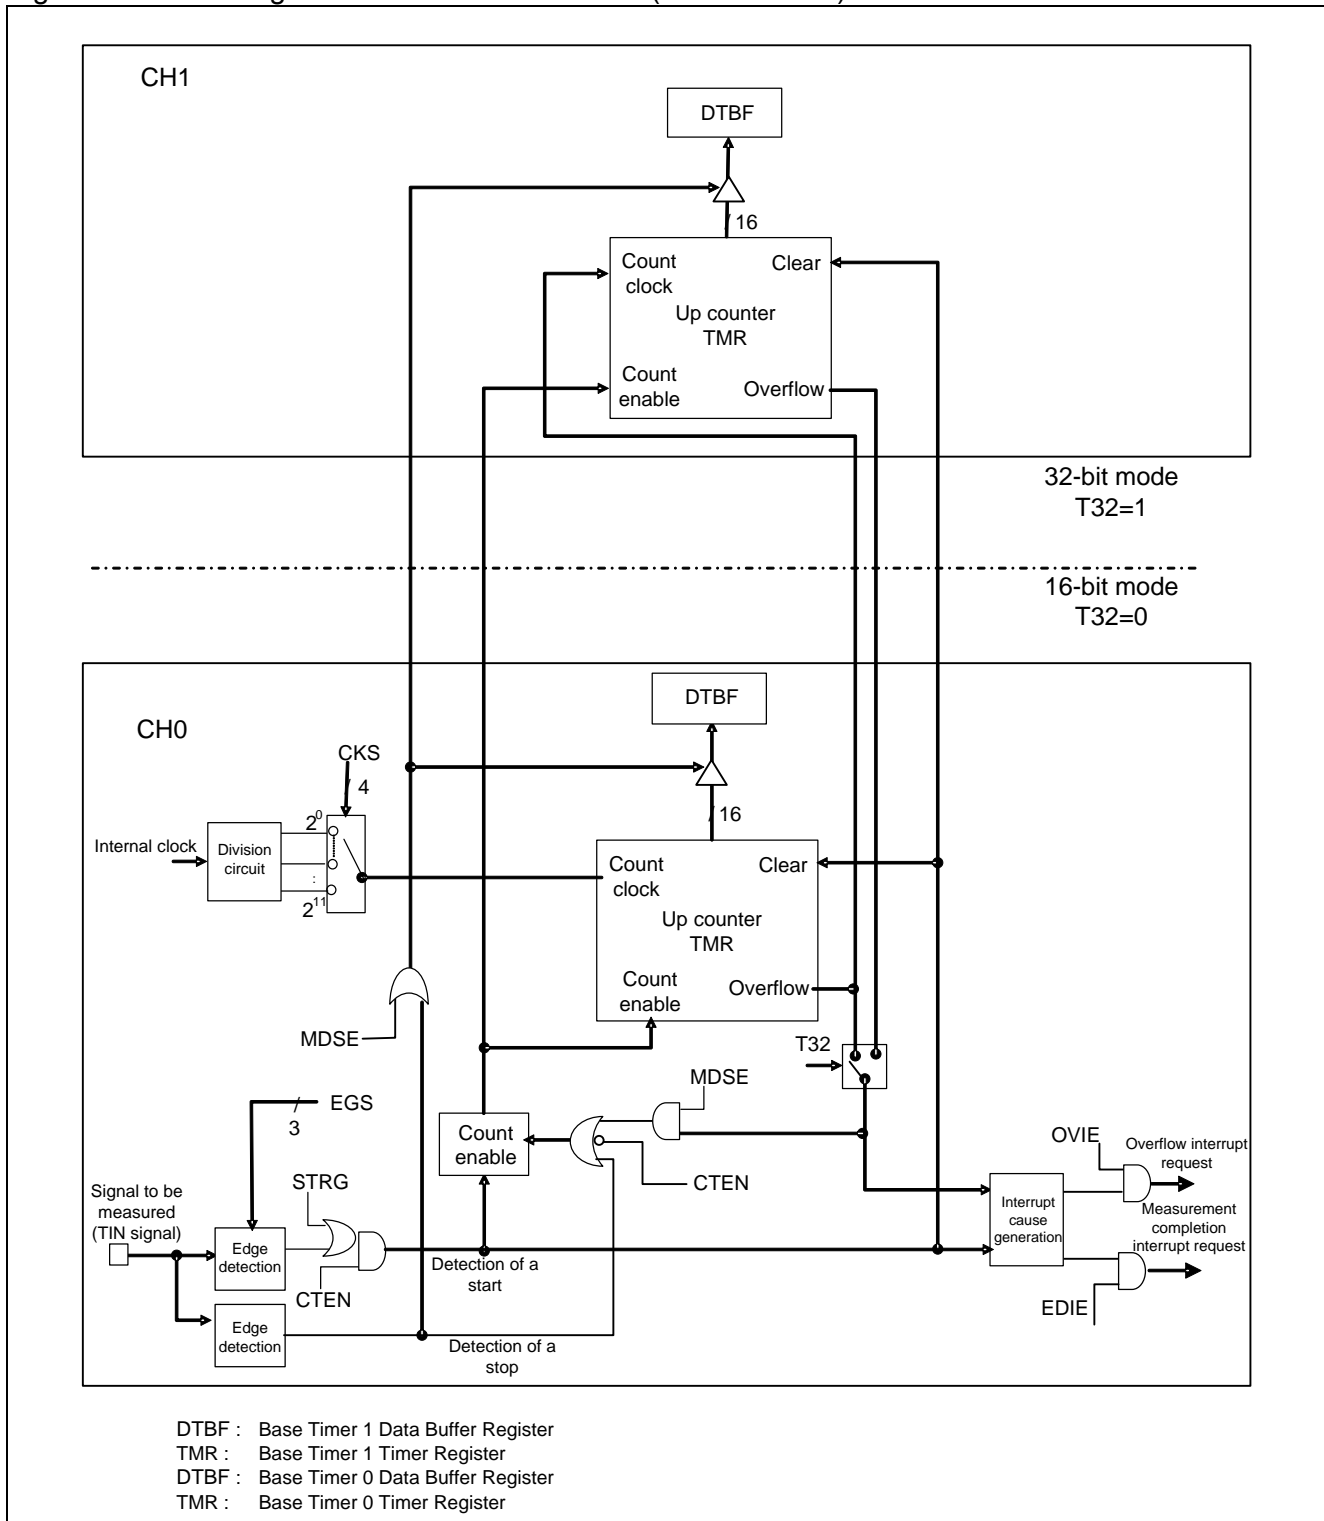 CH1
DTBF
16
Count
clock
Clear
Up counter
TMR
Count
enable
Overflow
32-bit mode
T32=1
16-bit mode
T32=0
CH0
DTBF
CKS
4
16
Internal clock
Division
circuit
2^0
:
2^11
Count
clock
Clear
Up counter
TMR
Count
enable
Overflow
MDSE
T32
MDSE
EGS
3
Count
enable
CTEN
OVIE
Overflow interrupt
request
STRG
Signal to be
measured
(TIN signal)
Edge
detection
CTEN
Detection of a
start
Interrupt
cause
generation
Measurement
completion
interrupt request
EDIE
Edge
detection
Detection of a
stop
DTBF : Base Timer 1 Data Buffer Register
TMR : Base Timer 1 Timer Register
DTBF : Base Timer 0 Data Buffer Register
TMR : Base Timer 0 Timer Register